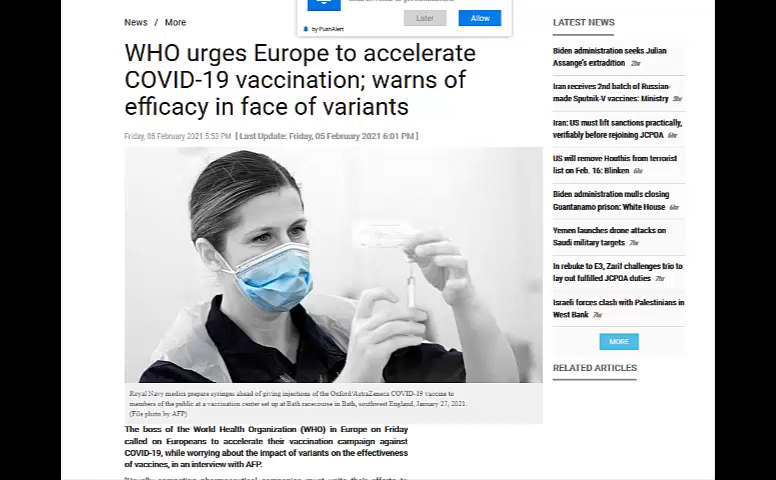 Later
Allow
by PushAlert
News / More
WHO urges Europe to accelerate
COVID-19 vaccination; warns of
efficacy in face of variants
Friday, 05 February 2021 5:53 PM [ Last Update: Friday, 05 February 2021 6:01 PM ]
Royal Navy medics prepare syringes ahead of giving injections of the Oxford/AstraZeneca COVID-19 vaccine to
members of the public at a vaccination center set up at Bath racecourse in Bath, southwest England, January 27, 2021.
(File photo by AFP)
The boss of the World Health Organization (WHO) in Europe on Friday
called on Europeans to accelerate their vaccination campaign against
COVID-19, while worrying about the impact of variants on the effectiveness
of vaccines, in an interview with AFP.
LATEST NEWS
Biden administration seeks Julian
Assange's extradition 2hr
Iran receives 2nd batch of Russian-
made Sputnik-V vaccines: Ministry 3hr
Iran: US must lift sanctions practically,
verifiably before rejoining JCPOA 6hr
US will remove Houthis from terrorist
list on Feb. 16: Blinken 6hr
Biden administration mulls closing
Guantanamo prison: White House 6hr
Yemen launches drone attacks on
Saudi military targets 7hr
In rebuke to E3, Zarif challenges trio to
lay out fulfilled JCPOA duties 7hr
Israeli forces clash with Palestinians in
West Bank 7hr
MORE
RELATED ARTICLES